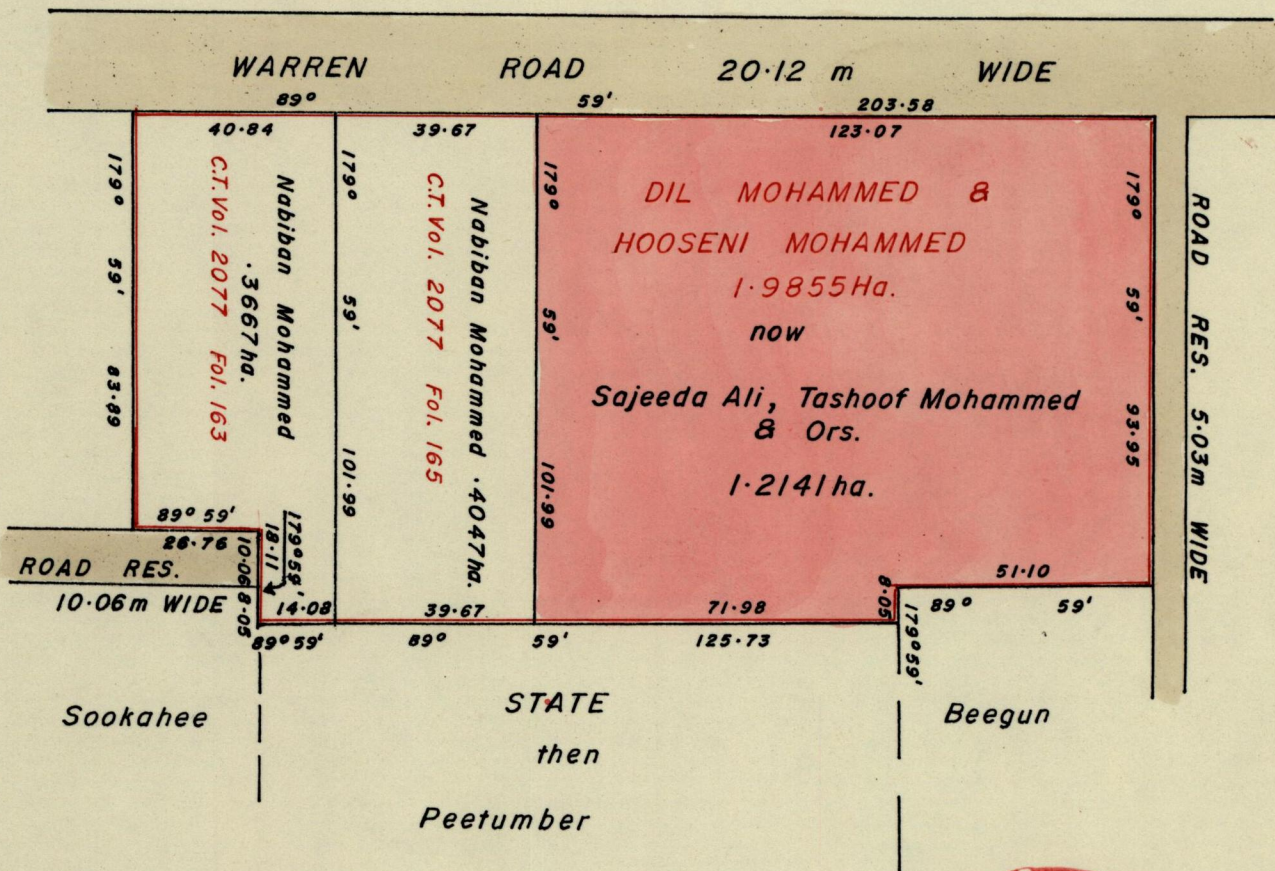 WARREN ROAD 20·12 m WIDE
89° 59' 203·58
40·84 39·67 123·07
179° 59' 83·89
C.T. Vol. 2077 Fol. 163
Nabiban Mohammed
·3667ha.
179° 59' 101·99
C.T. Vol. 2077 Fol. 165
Nabiban Mohammed ·4047ha.
179° 59' 101·99
DIL MOHAMMED &
HOOSENI MOHAMMED
1·9855Ha.
now
Sajeeda Ali, Tashoof Mohammed
& Ors.
1·2141ha.
179° 59' 93·95
ROAD RES. 5·03m WIDE
89° 59'
26·76
ROAD RES.
10·06m WIDE
10·06 8·05
18·11
179°59'
14·08 39·67 71·98
8·05
51·10
89° 59'
179°59'
89° 59' 89° 59' 125·73
Sookahee
STATE
then
Peetumber
Beegun